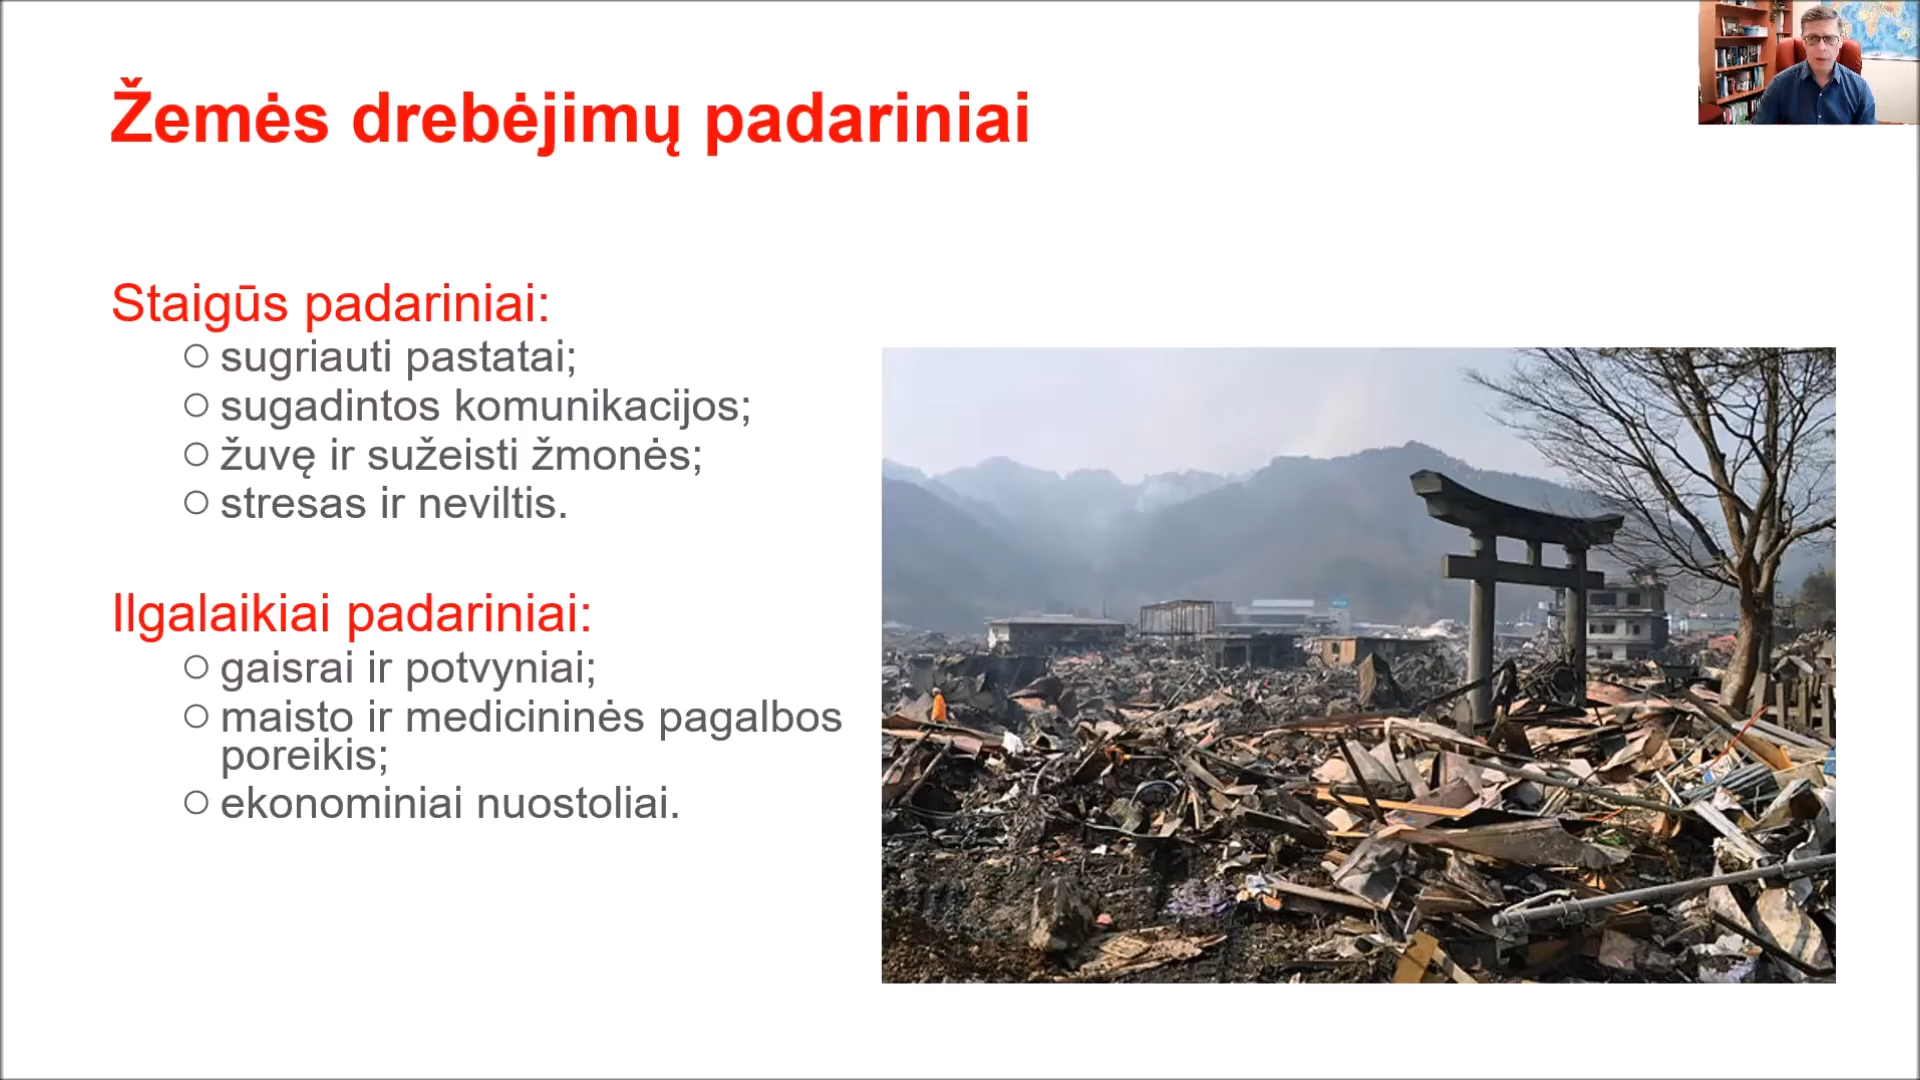 Žemės drebėjimų padariniai
Staigūs padariniai:
○ sugriauti pastatai;
○ sugadintos komunikacijos;
○ žuvę ir sužeisti žmonės;
○ stresas ir neviltis.
Ilgalaikiai padariniai:
○ gaisrai ir potvyniai;
○ maisto ir medicininės pagalbos
poreikis;
○ ekonominiai nuostoliai.